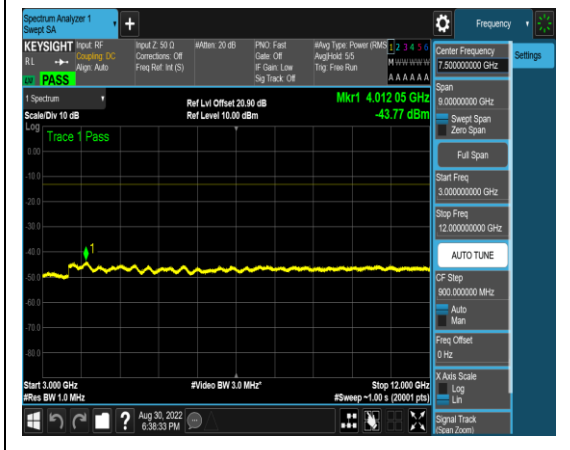 Spectrum Analyzer 1
Swept SA
+
Frequency
KEYSIGHT
RL
Input: RF
Coupling: DC
Align: Auto
Input Z: 50 Ω
Corrections: Off
Freq Ref: Int (S)
#Atten: 20 dB
PNO: Fast
Gate: Off
IF Gain: Low
Sig Track: Off
#Avg Type: Power (RMS
Avg|Hold: 5/5
Trig: Free Run
1 2 3 4 5 6
M W W W W W
A A A A A A
PASS
1 Spectrum
Scale/Div 10 dB
Ref Lvl Offset 20.90 dB
Ref Level 10.00 dBm
Mkr1 4.012 05 GHz
-43.77 dBm
Log
Trace 1 Pass
0.00
-10.0
-20.0
-30.0
-40.0
-50.0
-60.0
-70.0
-80.0
1
Start 3.000 GHz
#Res BW 1.0 MHz
#Video BW 3.0 MHz*
Stop 12.000 GHz
#Sweep ~1.00 s (20001 pts)
Aug 30, 2022
6:38:33 PM
?
Center Frequency
7.500000000 GHz
Settings
Span
9.00000000 GHz
Swept Span
Zero Span
Full Span
Start Freq
3.000000000 GHz
Stop Freq
12.000000000 GHz
AUTO TUNE
CF Step
900.000000 MHz
Auto
Man
Freq Offset
0 Hz
X Axis Scale
Log
Lin
Signal Track
(Span Zoom)